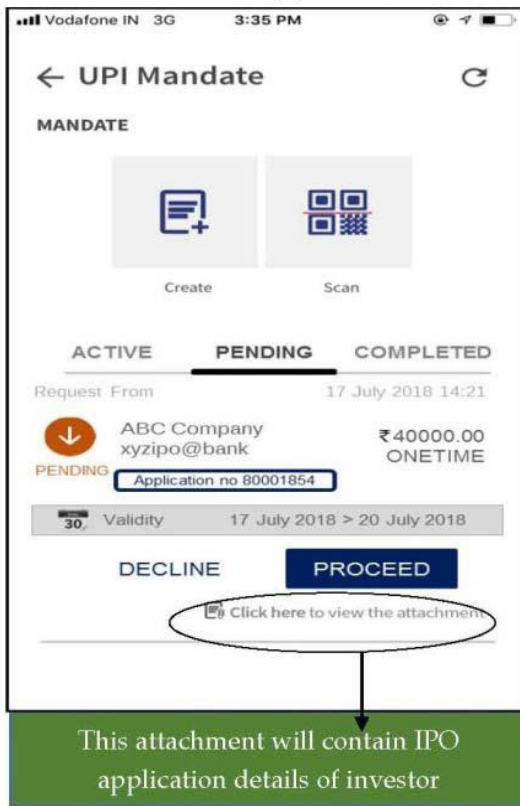 Vodafone IN 3G 3:35 PM
← UPI Mandate
MANDATE
Create Scan
ACTIVE PENDING COMPLETED
Request From 17 July 2018 14:21
ABC Company ₹40000.00
xyzipo@bank ONETIME
PENDING
Application no 80001854
30 Validity 17 July 2018 > 20 July 2018
DECLINE PROCEED
Click here to view the attachment
This attachment will contain IPO
application details of investor